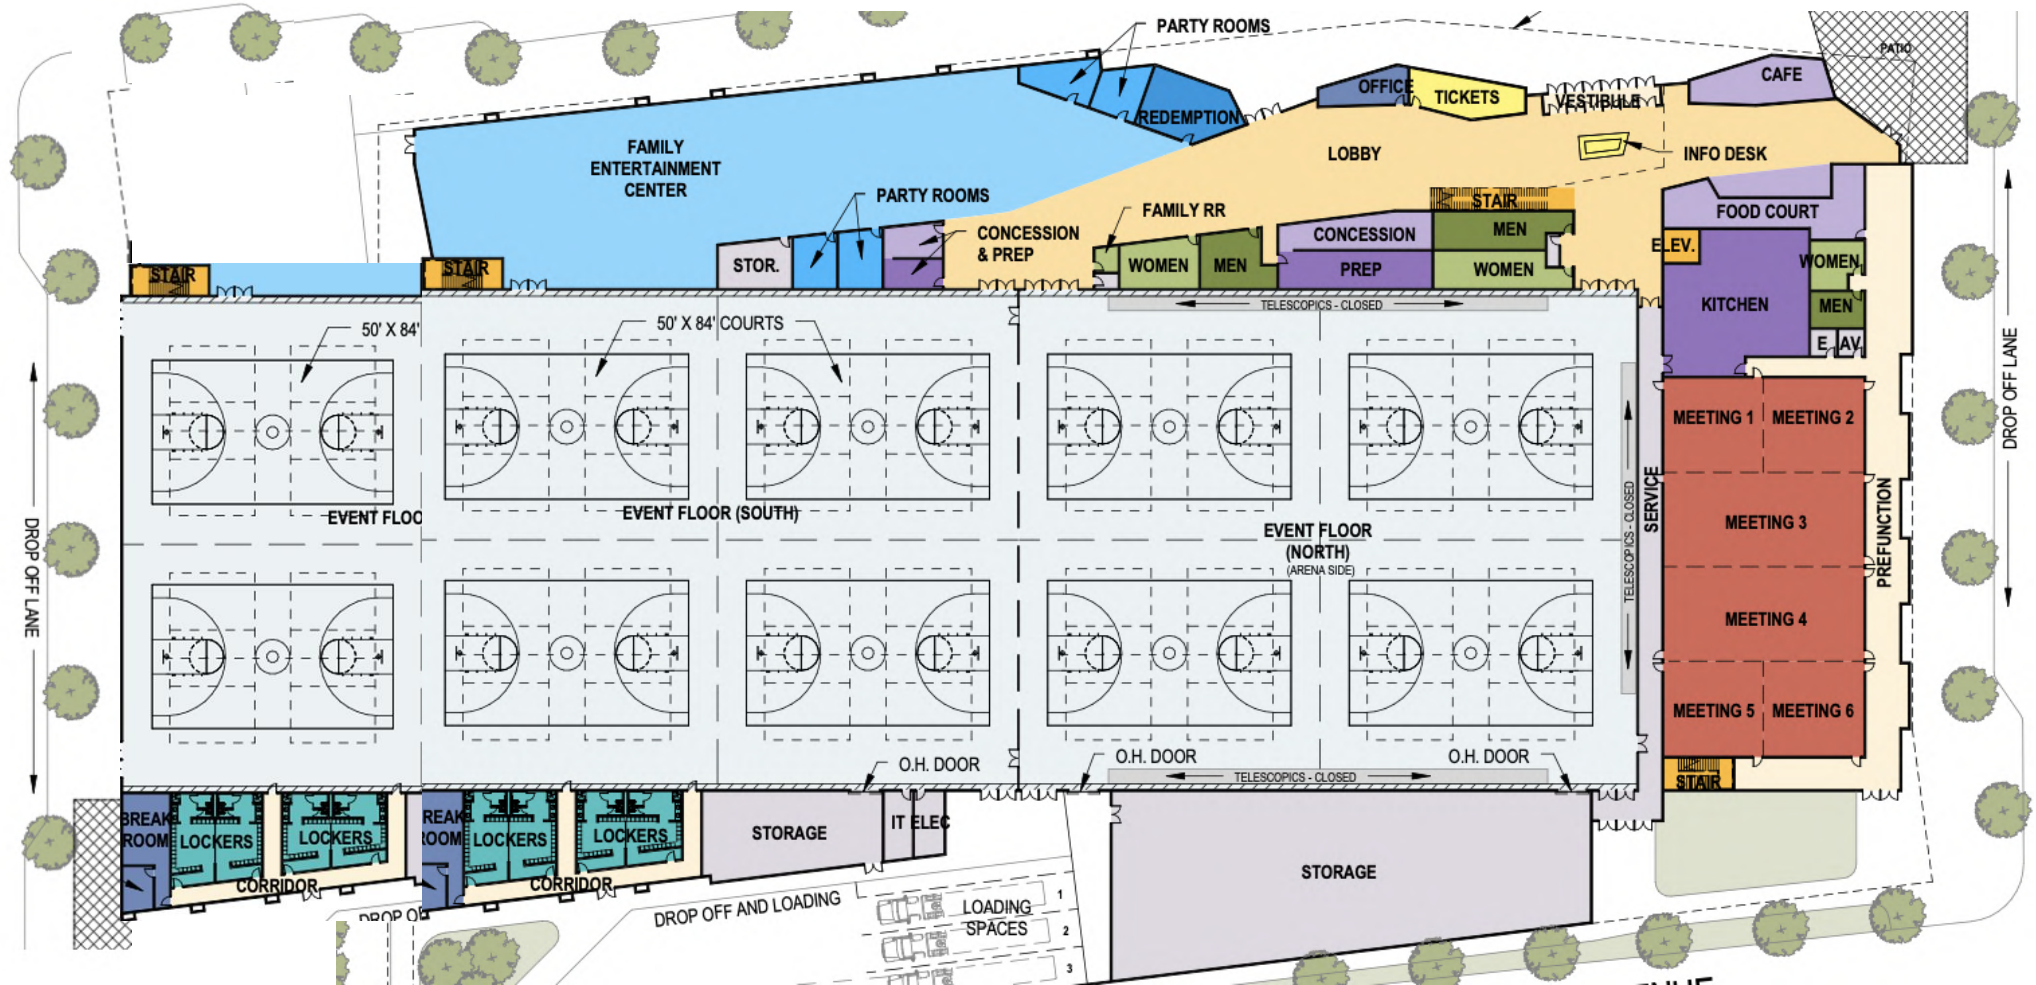 PARTY ROOMS
PATIO
CAFE
OFFICE
TICKETS
VESTIBULE
REDEMPTION
FAMILY
ENTERTAINMENT
CENTER
LOBBY
INFO DESK
PARTY ROOMS
FAMILY RR
STAIR
FOOD COURT
CONCESSION
& PREP
CONCESSION
MEN
ELEV.
STOR.
WOMEN
MEN
PREP
WOMEN
WOMEN
STAIR
STAIR
KITCHEN
MEN
TELESCOPICS - CLOSED
E.
AV
50' X 84'
50' X 84' COURTS
DROP OFF LANE
MEETING 1
MEETING 2
SERVICE
TELESCOPICS - CLOSED
EVENT FLOO
EVENT FLOOR (SOUTH)
EVENT FLOOR
(NORTH)
(ARENA SIDE)
MEETING 3
PREFUNCTION
DROP OFF LANE
MEETING 4
MEETING 5
MEETING 6
O.H. DOOR
O.H. DOOR
O.H. DOOR
TELESCOPICS - CLOSED
STAIR
BREAK
ROOM
LOCKERS
LOCKERS
REAK
OOM
LOCKERS
LOCKERS
STORAGE
IT
ELEC
STORAGE
CORRIDOR
CORRIDOR
DROP OF
DROP OFF AND LOADING
LOADING
SPACES
1
2
3
ENUE